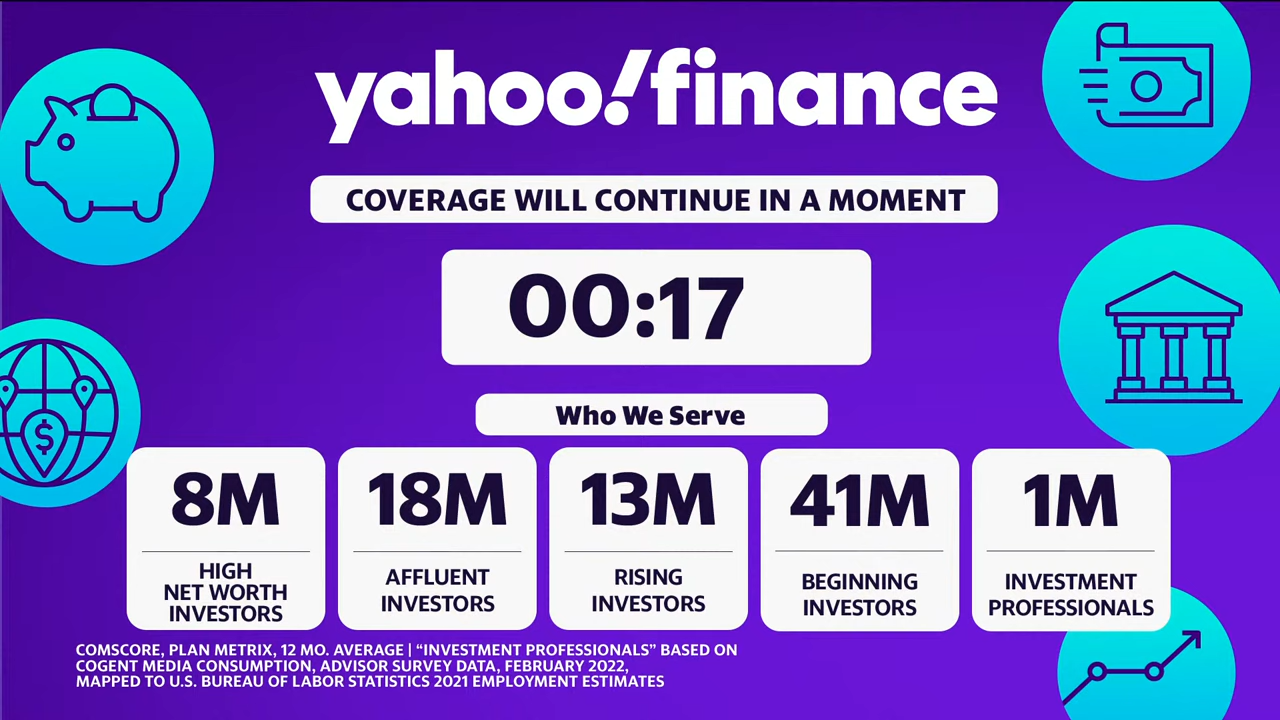 yahoo!finance
COVERAGE WILL CONTINUE IN A MOMENT
00:17
Who We Serve
8M
HIGH
NET WORTH
INVESTORS
18M
AFFLUENT
INVESTORS
13M
RISING
INVESTORS
41M
BEGINNING
INVESTORS
1M
INVESTMENT
PROFESSIONALS
$
COMSCORE, PLAN METRIX, 12 MO. AVERAGE | “INVESTMENT PROFESSIONALS” BASED ON
COGENT MEDIA CONSUMPTION, ADVISOR SURVEY DATA, FEBRUARY 2022,
MAPPED TO U.S. BUREAU OF LABOR STATISTICS 2021 EMPLOYMENT ESTIMATES